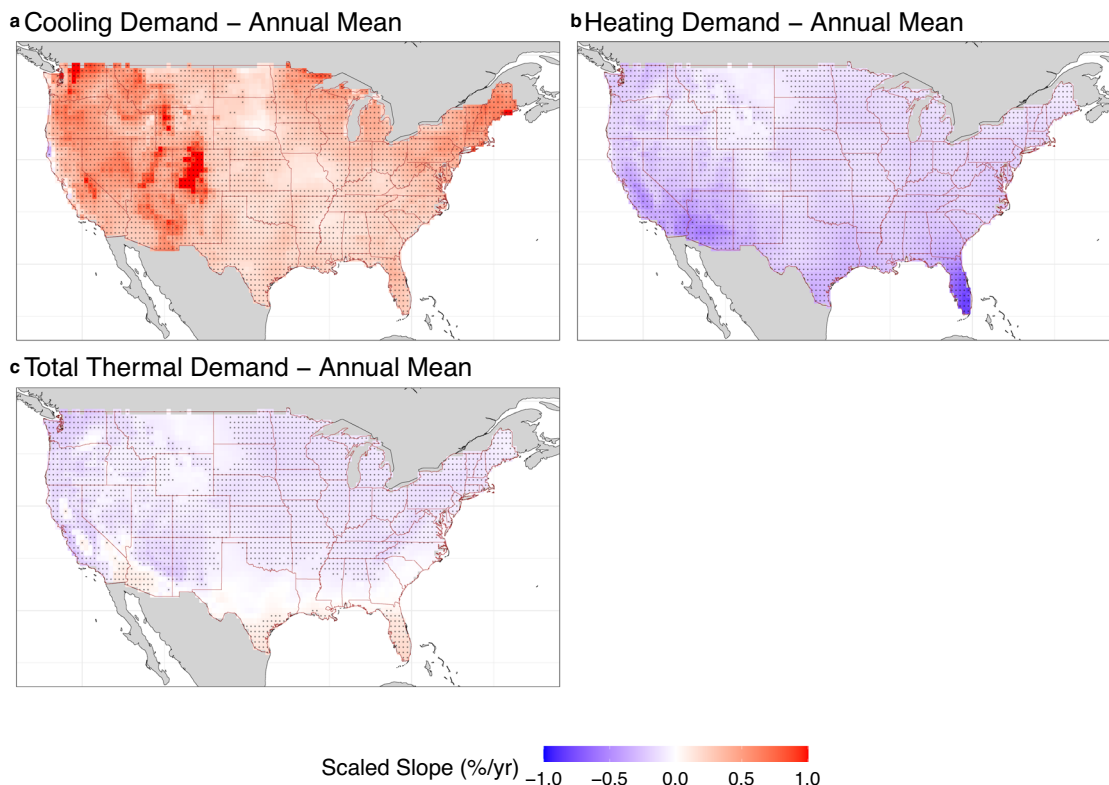 a Cooling Demand – Annual Mean
b Heating Demand – Annual Mean
c Total Thermal Demand – Annual Mean
Scaled Slope (%/yr)
−1.0 −0.5 0.0 0.5 1.0